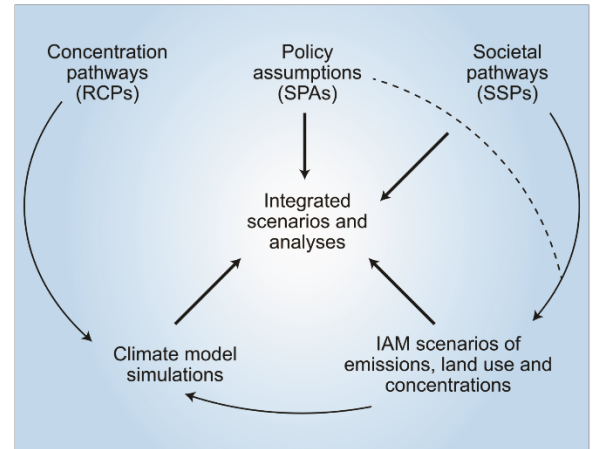 Concentration
pathways
(RCPs)
Policy
assumptions
(SPAs)
Societal
pathways
(SSPs)
Integrated
scenarios and
analyses
Climate model
simulations
IAM scenarios of
emissions, land use and
concentrations